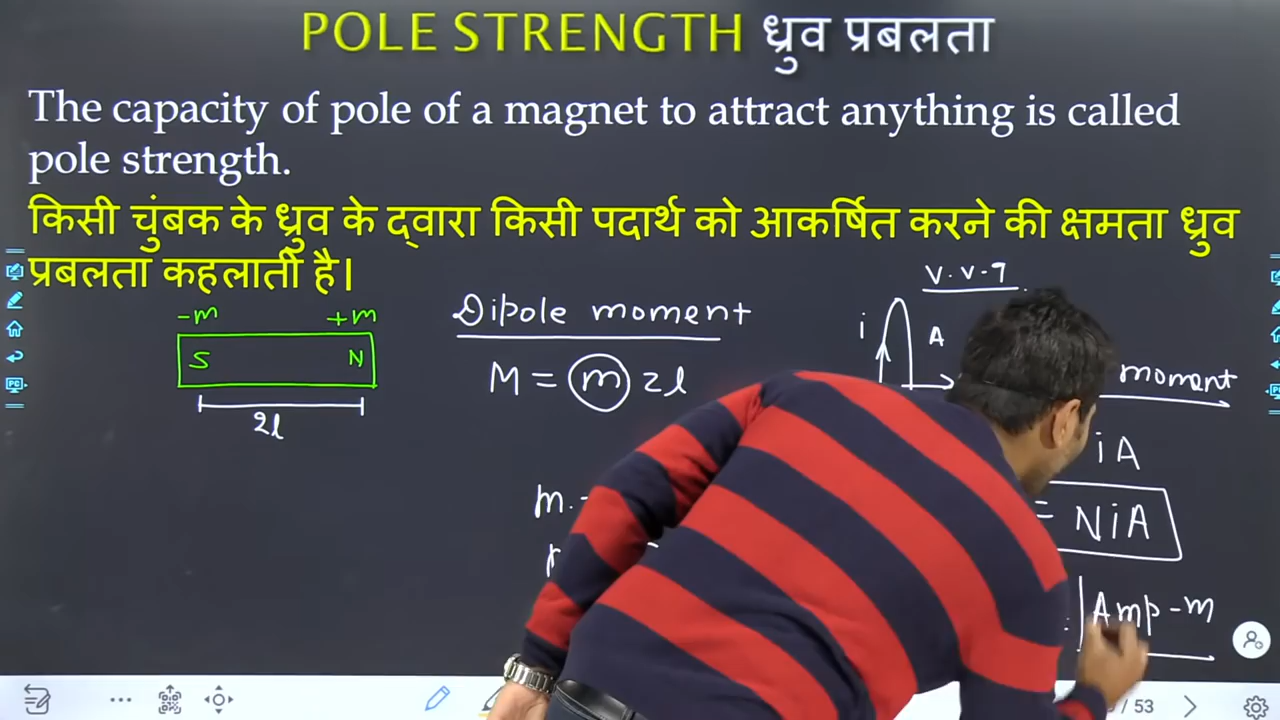 POLE STRENGTH ध्रुव प्रबलता
The capacity of pole of a magnet to attract anything is called
pole strength.
किसी चुंबक के ध्रुव के द्वारा किसी पदार्थ को आकर्षित करने की क्षमता ध्रुव
प्रबलता कहलाती है।
-m +m
S N
2l
Dipole moment
M = m 2l
m.
V.V.9
i A
moment
iA
= NiA
Amp-m
/ 53